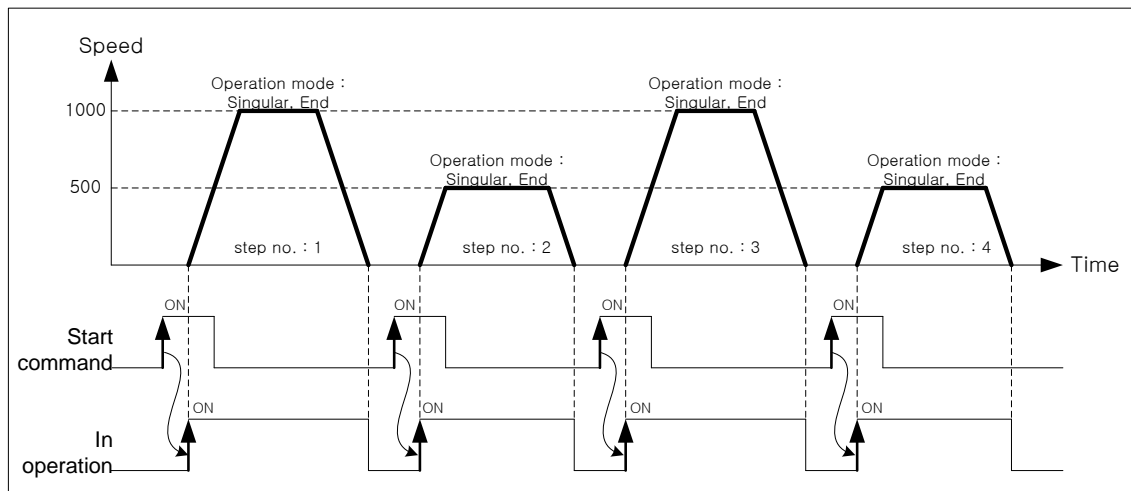 Speed
Operation mode :
Singular, End
Operation mode :
Singular, End
1000
Operation mode :
Singular, End
Operation mode :
Singular, End
500
step no. : 1
step no. : 2
step no. : 3
step no. : 4
Time
ON
ON
ON
ON
Start
command
ON
ON
ON
ON
In
operation